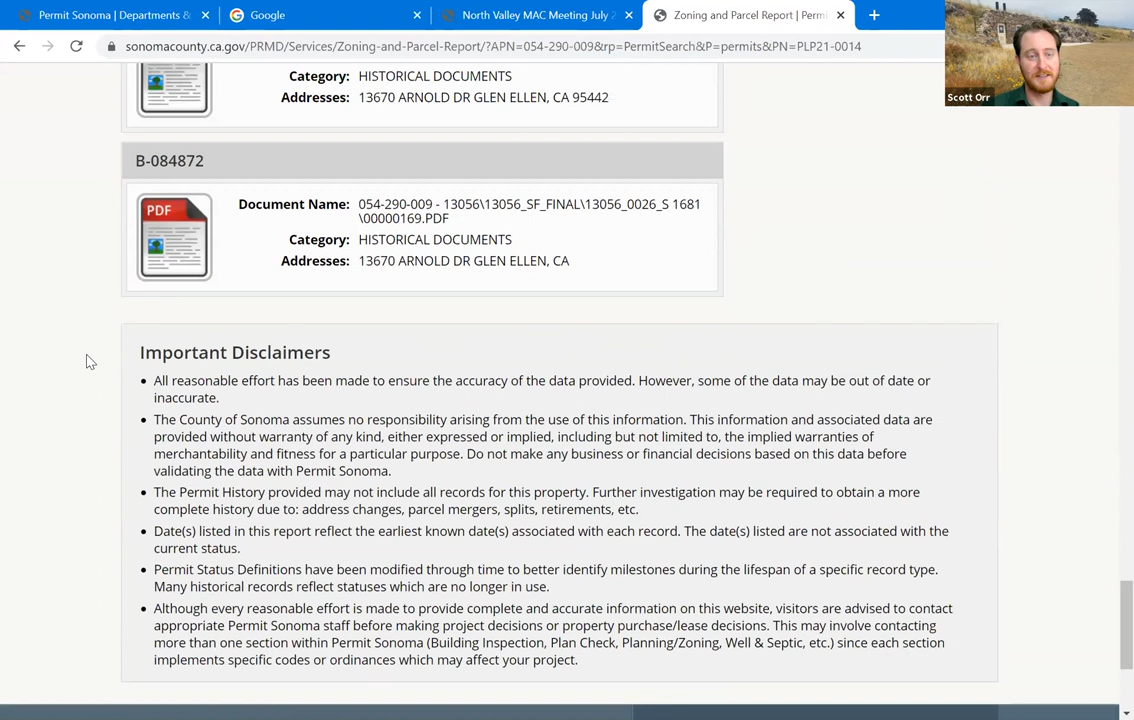 Permit Sonoma | Departments &
Google
North Valley MAC Meeting July 2
Zoning and Parcel Report | Permi
sonomacounty.ca.gov/PRMD/Services/Zoning-and-Parcel-Report/?APN=054-290-009&rp=PermitSearch&P=permits&PN=PLP21-0014
Scott Orr
Category: HISTORICAL DOCUMENTS
Addresses: 13670 ARNOLD DR GLEN ELLEN, CA 95442
B-084872
PDF
Document Name: 054-290-009 - 13056\13056_SF_FINAL\13056_0026_S 1681
\00000169.PDF
Category: HISTORICAL DOCUMENTS
Addresses: 13670 ARNOLD DR GLEN ELLEN, CA
Important Disclaimers
• All reasonable effort has been made to ensure the accuracy of the data provided. However, some of the data may be out of date or
inaccurate.
• The County of Sonoma assumes no responsibility arising from the use of this information. This information and associated data are
provided without warranty of any kind, either expressed or implied, including but not limited to, the implied warranties of
merchantability and fitness for a particular purpose. Do not make any business or financial decisions based on this data before
validating the data with Permit Sonoma.
• The Permit History provided may not include all records for this property. Further investigation may be required to obtain a more
complete history due to: address changes, parcel mergers, splits, retirements, etc.
• Date(s) listed in this report reflect the earliest known date(s) associated with each record. The date(s) listed are not associated with the
current status.
• Permit Status Definitions have been modified through time to better identify milestones during the lifespan of a specific record type.
Many historical records reflect statuses which are no longer in use.
• Although every reasonable effort is made to provide complete and accurate information on this website, visitors are advised to contact
appropriate Permit Sonoma staff before making project decisions or property purchase/lease decisions. This may involve contacting
more than one section within Permit Sonoma (Building Inspection, Plan Check, Planning/Zoning, Well & Septic, etc.) since each section
implements specific codes or ordinances which may affect your project.